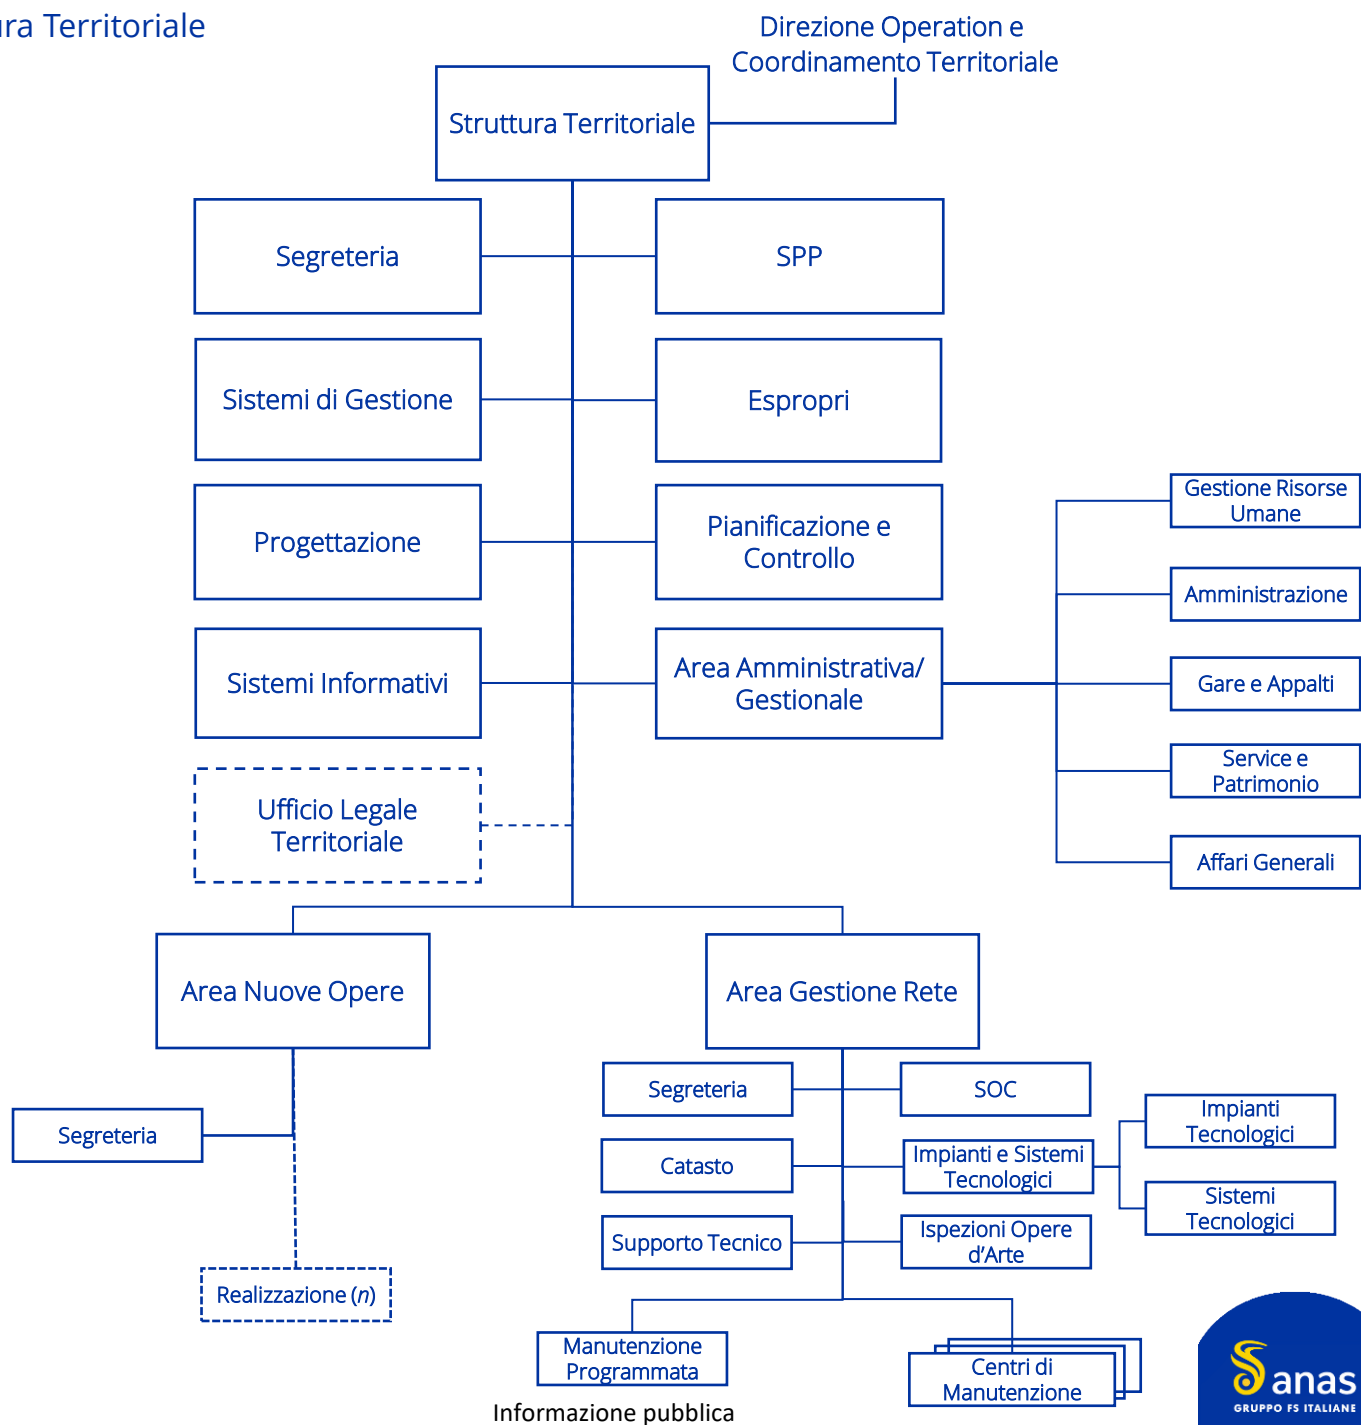 ura Territoriale
Direzione Operation e
Coordinamento Territoriale
Struttura Territoriale
Segreteria
SPP
Sistemi di Gestione
Espropri
Progettazione
Pianificazione e
Controllo
Gestione Risorse
Umane
Amministrazione
Sistemi Informativi
Area Amministrativa/
Gestionale
Gare e Appalti
Service e
Patrimonio
Ufficio Legale
Territoriale
Affari Generali
Area Nuove Opere
Area Gestione Rete
Segreteria
SOC
Impianti
Tecnologici
Segreteria
Catasto
Impianti e Sistemi
Tecnologici
Sistemi
Tecnologici
Supporto Tecnico
Ispezioni Opere
d’Arte
Realizzazione (n)
Manutenzione
Programmata
Centri di
Manutenzione
anas
GRUPPO FS ITALIANE
Informazione pubblica